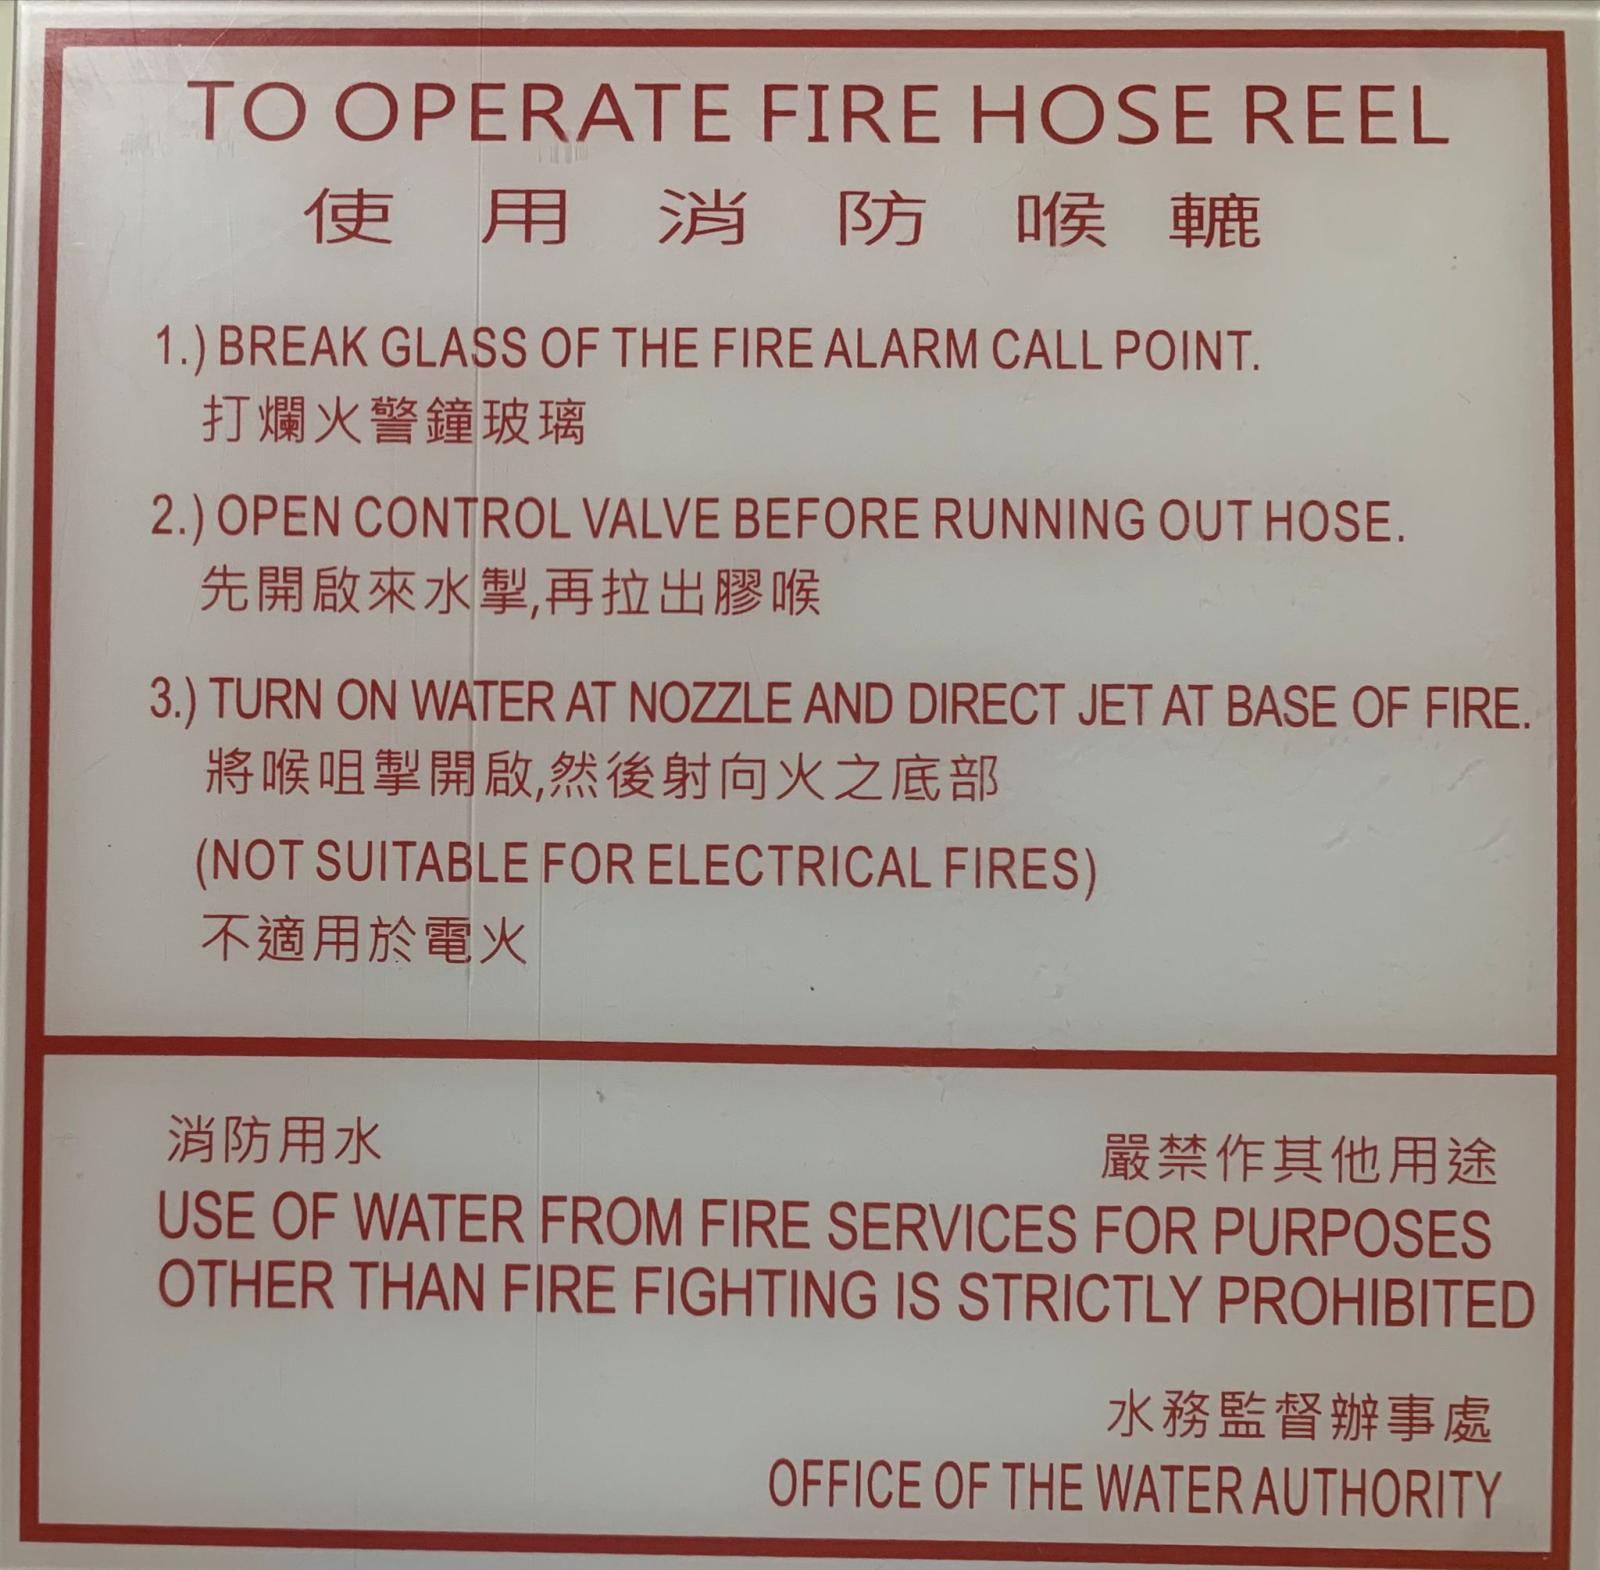 TO OPERATE FIRE HOSE REEL
使用消防喉轆
1.) BREAK GLASS OF THE FIRE ALARM CALL POINT.
打爛火警鐘玻璃
2.) OPEN CONTROL VALVE BEFORE RUNNING OUT HOSE.
先開啟來水掣,再拉出膠喉
3.) TURN ON WATER AT NOZZLE AND DIRECT JET AT BASE OF FIRE.
將喉咀掣開啟,然後射向火之底部
(NOT SUITABLE FOR ELECTRICAL FIRES)
不適用於電火
消防用水 嚴禁作其他用途
USE OF WATER FROM FIRE SERVICES FOR PURPOSES
OTHER THAN FIRE FIGHTING IS STRICTLY PROHIBITED
水務監督辦事處
OFFICE OF THE WATER AUTHORITY